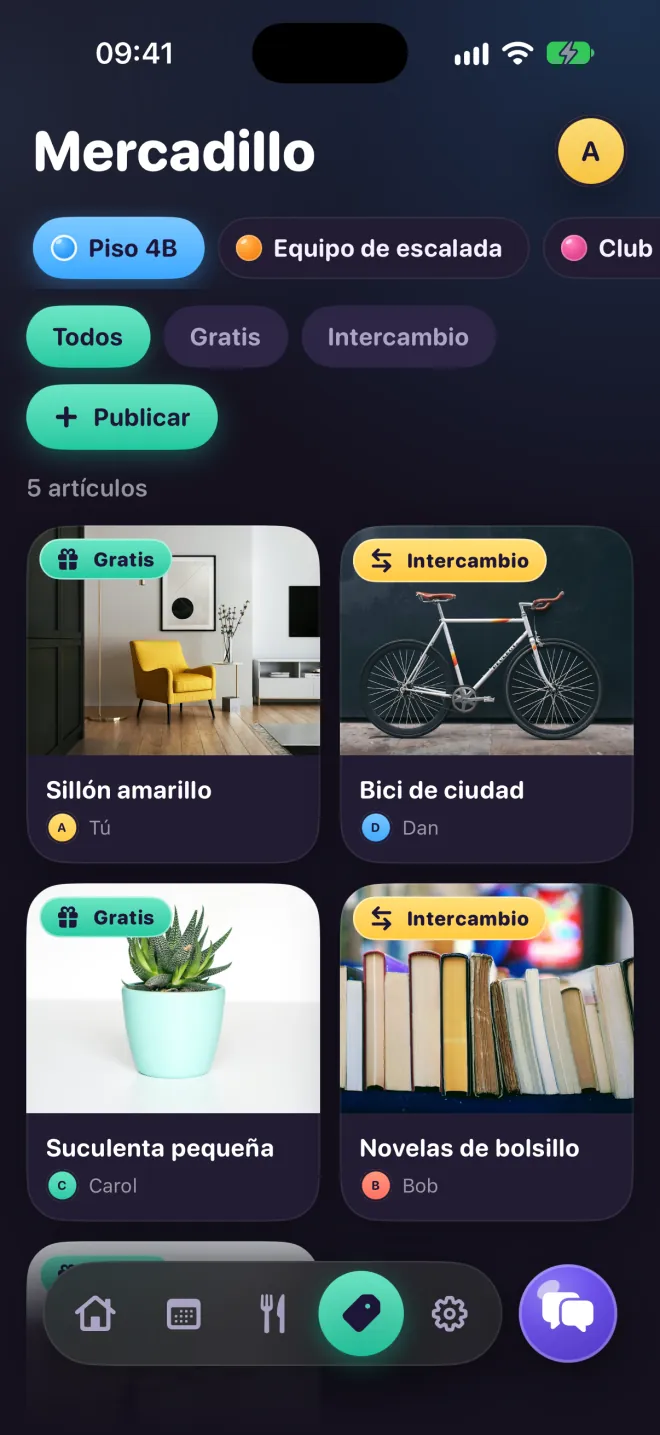 09:41
Mercadillo
A
Piso 4B
Equipo de escalada
Club
Todos
Gratis
Intercambio
+ Publicar
5 artículos
Gratis
Intercambio
Sillón amarillo
A Tú
Bici de ciudad
D Dan
Gratis
Intercambio
Suculenta pequeña
C Carol
Novelas de bolsillo
B Bob